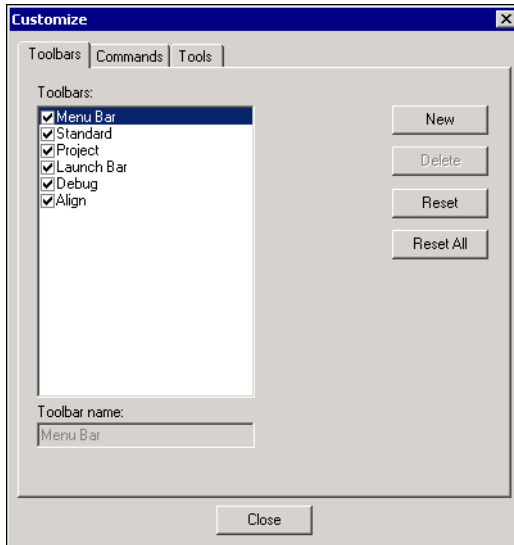 Customize
Toolbars Commands Tools
Toolbars:
Menu Bar
Standard
Project
Launch Bar
Debug
Align
New
Delete
Reset
Reset All
Toolbar name:
Menu Bar
Close